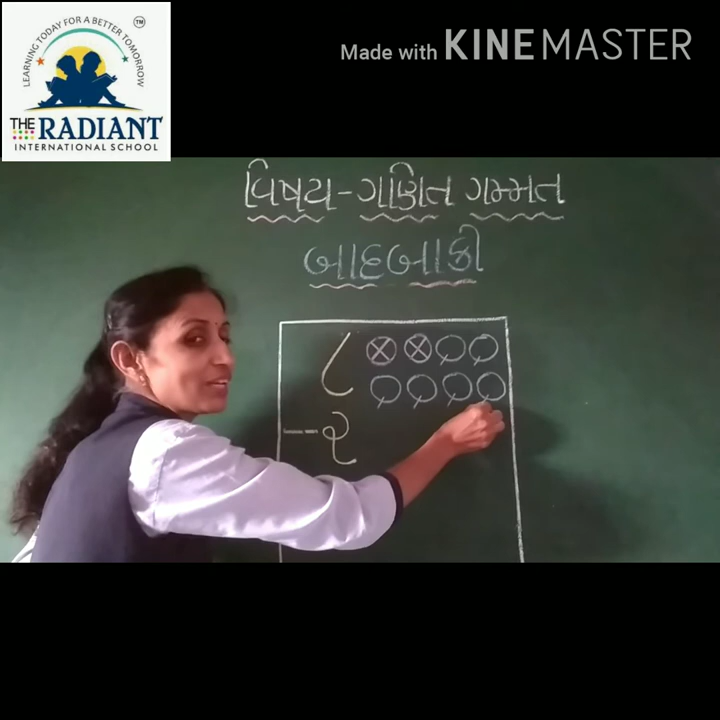 LEARNING TODAY FOR A BETTER TOMORROW
TM
THE RADIANT
INTERNATIONAL SCHOOL
Made with KINEMASTER
વિષય-ગણિત ગમ્મત
બાદબાકી
૮
૨